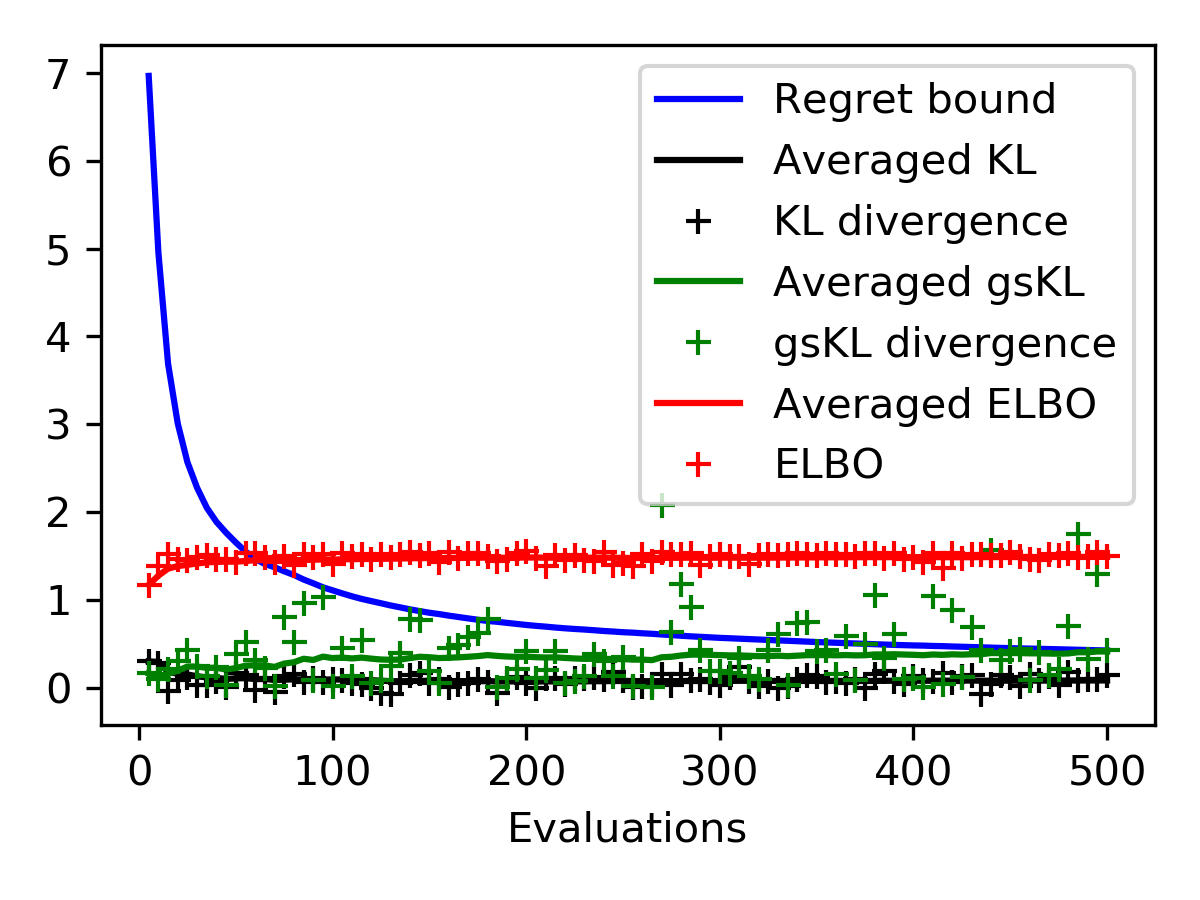 7
6
5
4
3
2
1
0
Regret bound
Averaged KL
KL divergence
Averaged gsKL
gsKL divergence
Averaged ELBO
ELBO
0 100 200 300 400 500
Evaluations